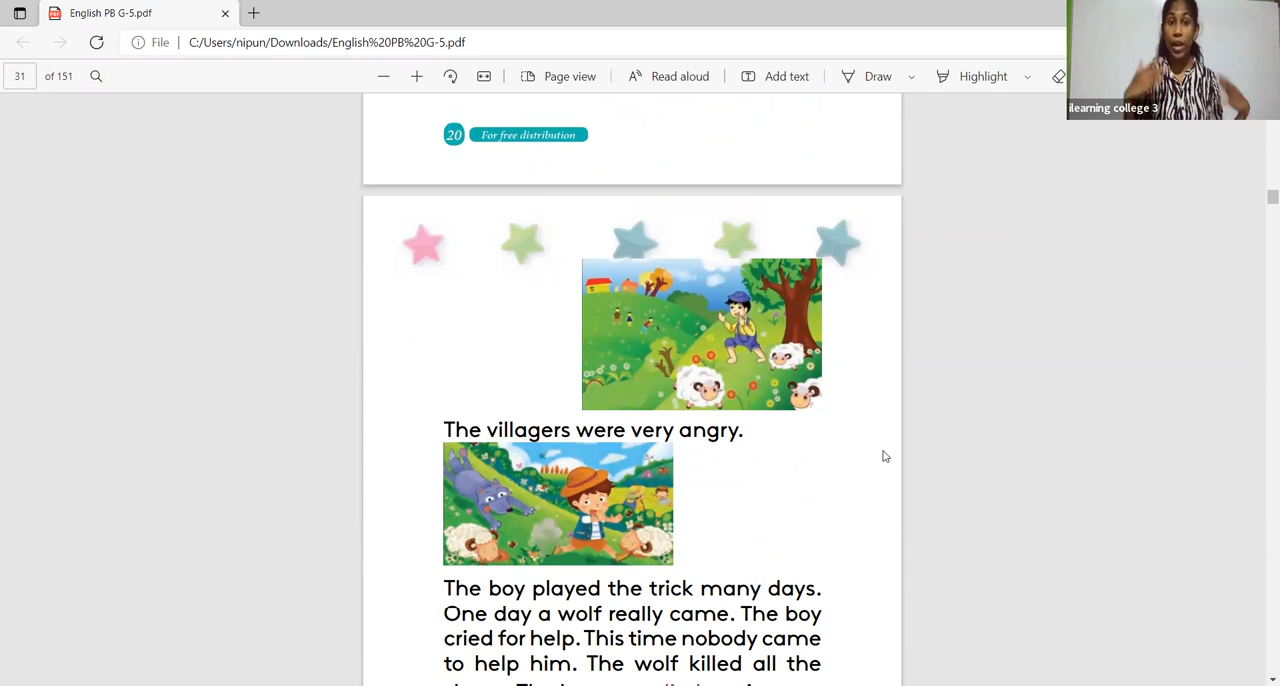 English PB G-5.pdf
File
C:/Users/nipun/Downloads/English%20PB%20G-5.pdf
31 of 151
Page view
Read aloud
Add text
Draw
Highlight
ilearning college 3
20 For free distribution
The villagers were very angry.
The boy played the trick many days.
One day a wolf really came. The boy
cried for help. This time nobody came
to help him. The wolf killed all the